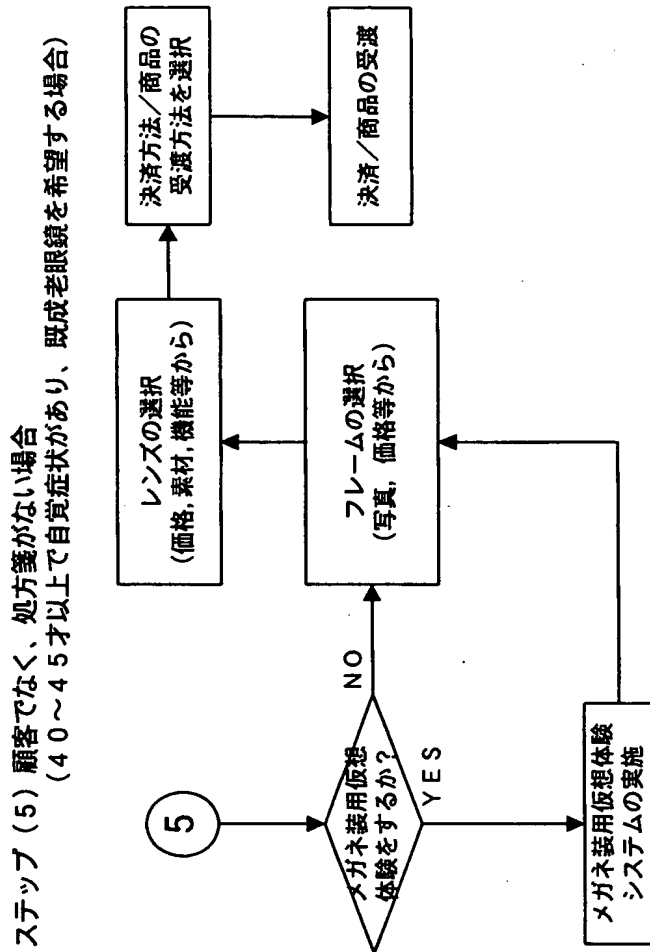 ステップ（5）顧客でなく、処方箋がない場合
（40～45才以上で自覚症状があり、既成老眼鏡を希望する場合）
5
メガネ装用仮想
体験をするか？
NO
YES
メガネ装用仮想体験
システムの実施
フレームの選択
(写真，価格等から)
レンズの選択
(価格,素材,機能等から)
決済方法／商品の
受渡方法を選択
決済／商品の受渡